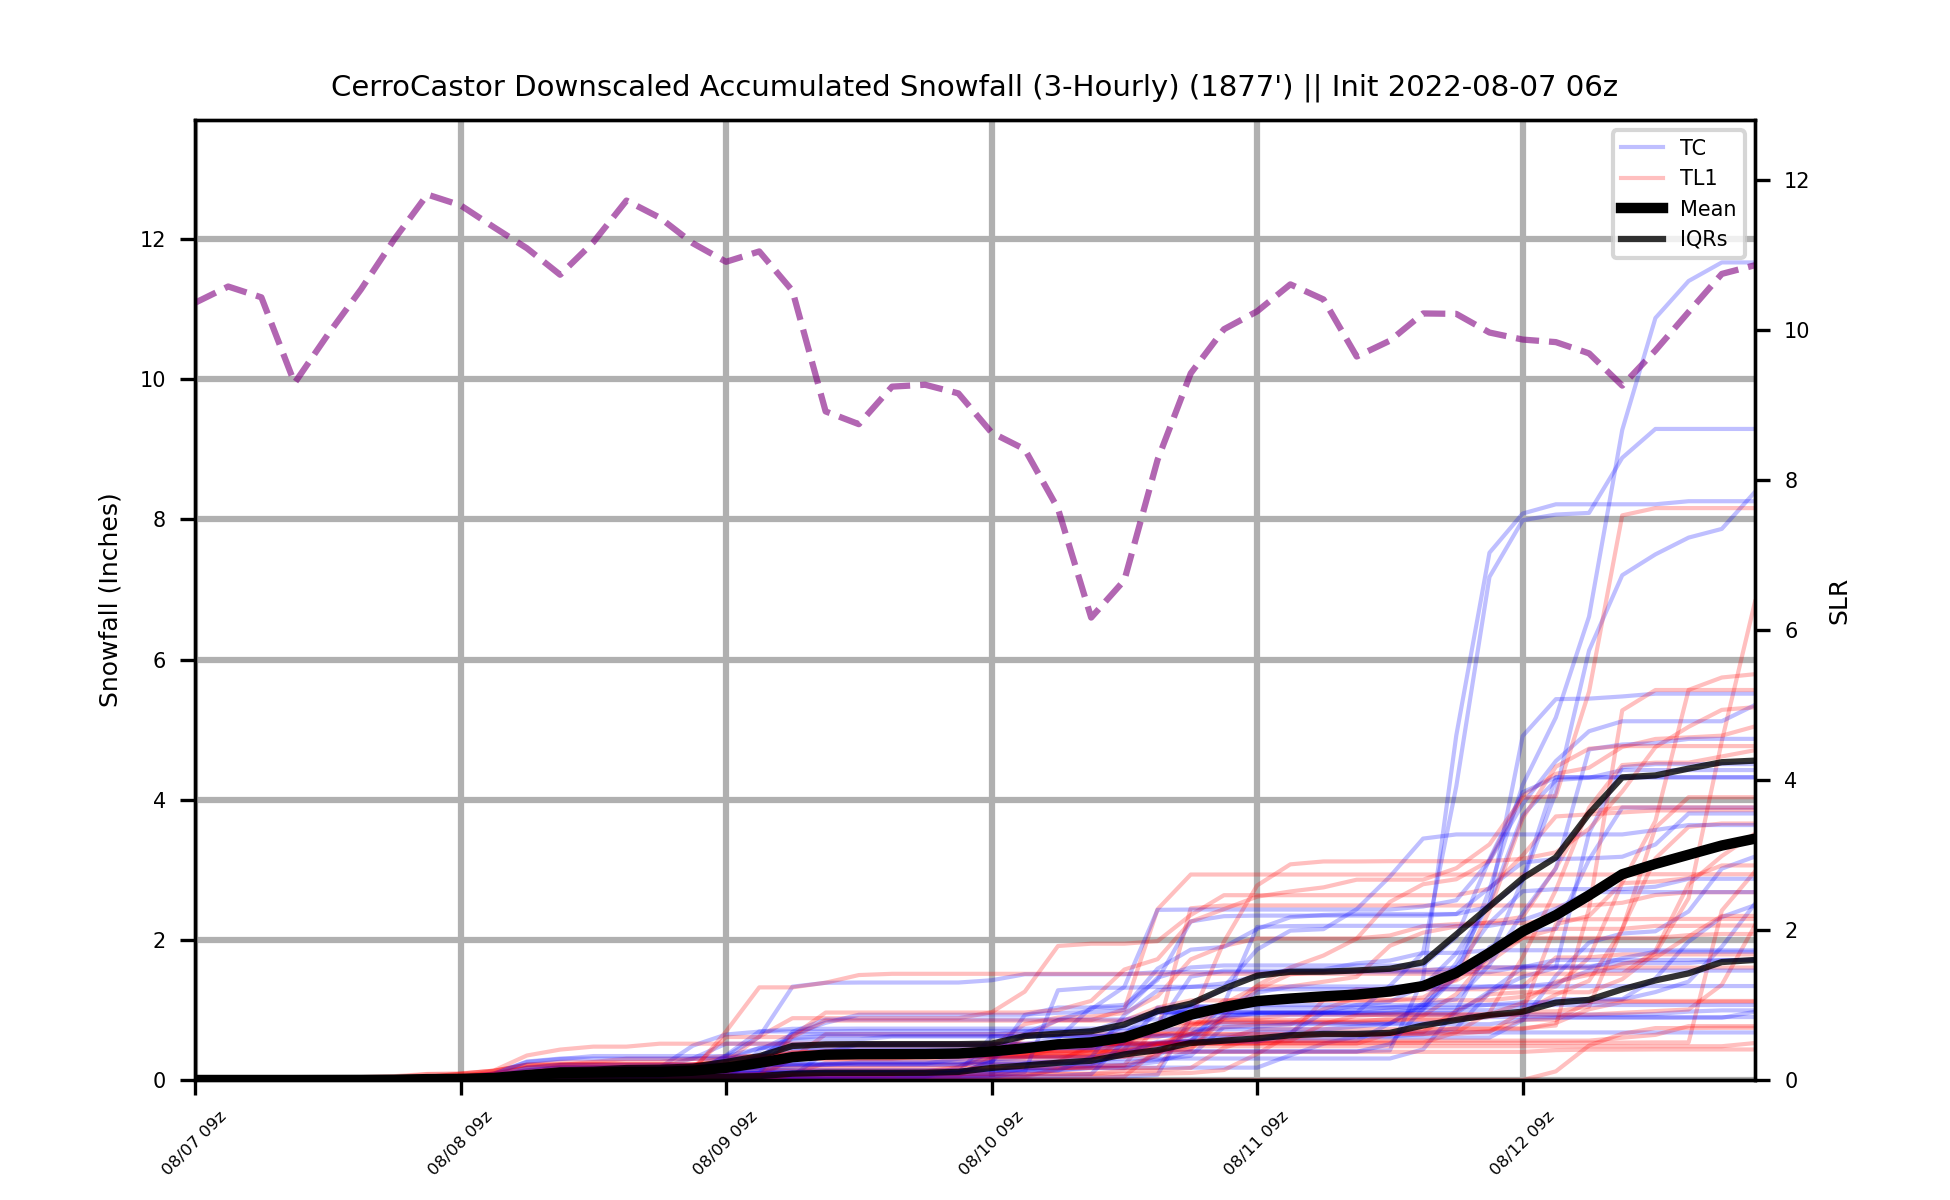 CerroCastor Downscaled Accumulated Snowfall (3-Hourly) (1877') || Init 2022-08-07 06z
TC
TL1
Mean
IQRs
Snowfall (Inches)
12
10
8
6
4
2
0
SLR
12
10
8
6
4
2
0
08/07 09z
08/08 09z
08/09 09z
08/10 09z
08/11 09z
08/12 09z